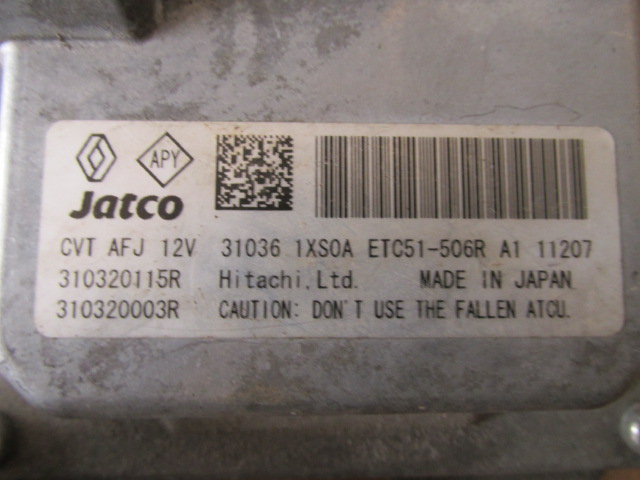 APY
Jatco
CVT AFJ 12V 31036 1XS0A ETC51-506R A1 11207
310320115R Hitachi,Ltd. MADE IN JAPAN
310320003R CAUTION: DON'T USE THE FALLEN ATCU.